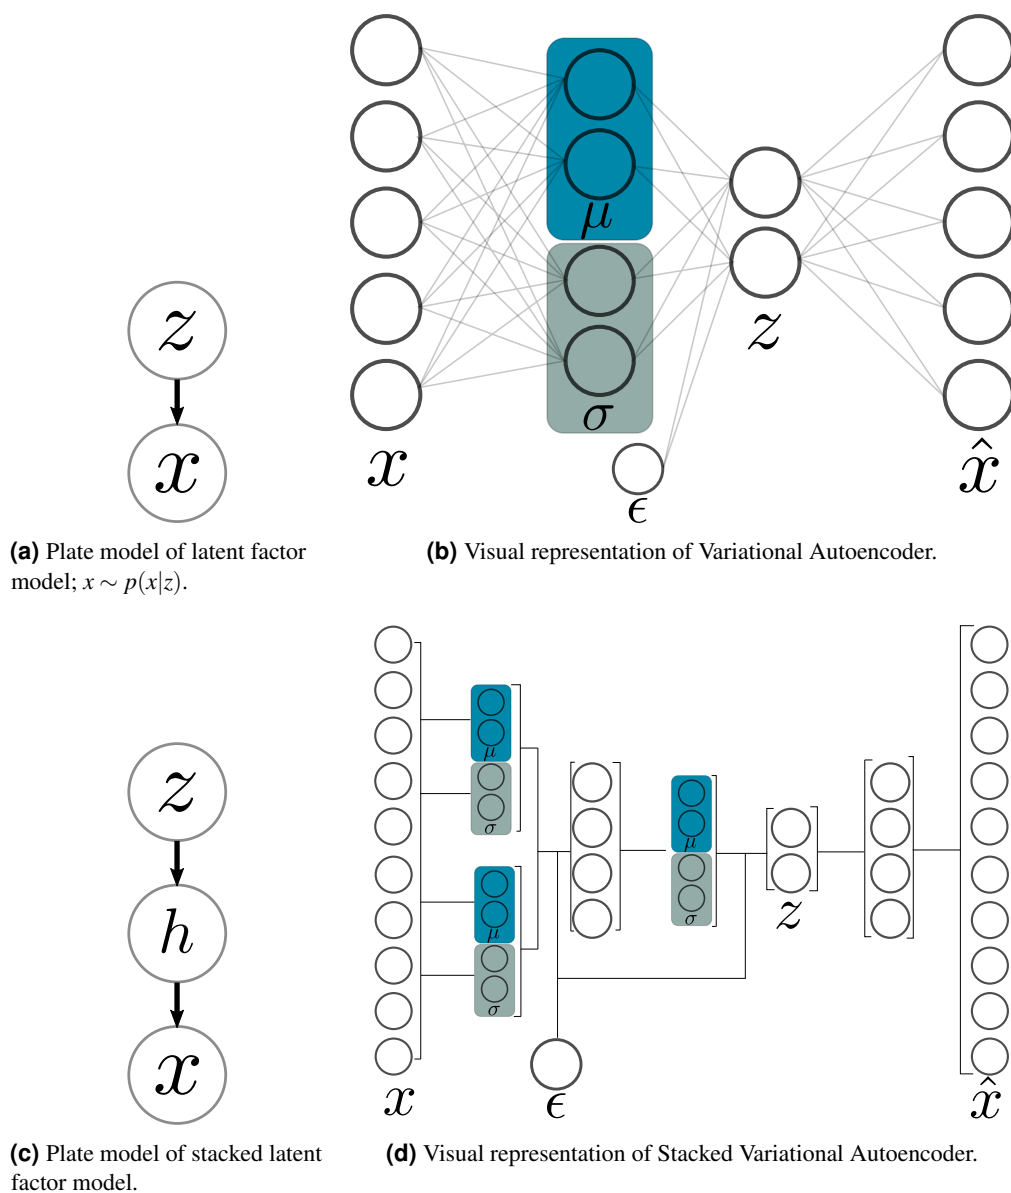 z
x
x
μ
σ
ϵ
z
x̂
(a) Plate model of latent factor
model; x ∼ p(x|z).
(b) Visual representation of Variational Autoencoder.
z
h
x
x
μ
σ
μ
σ
ϵ
μ
σ
z
x̂
(c) Plate model of stacked latent
factor model.
(d) Visual representation of Stacked Variational Autoencoder.